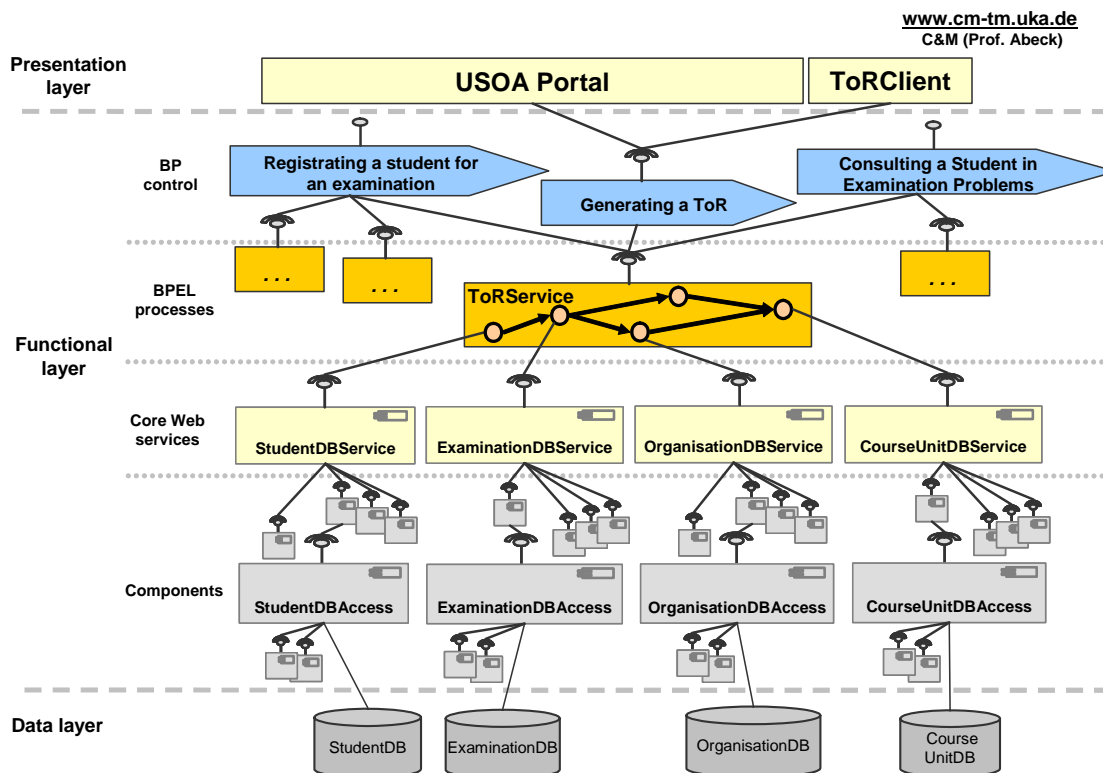 www.cm-tm.uka.de
C&M (Prof. Abeck)
Presentation
layer
USOA Portal
ToRClient
BP
control
Registrating a student for
an examination
Generating a ToR
Consulting a Student in
Examination Problems
. . .
. . .
. . .
BPEL
processes
ToRService
Functional
layer
Core Web
services
StudentDBService
ExaminationDBService
OrganisationDBService
CourseUnitDBService
Components
StudentDBAccess
ExaminationDBAccess
OrganisationDBAccess
CourseUnitDBAccess
Data layer
StudentDB
ExaminationDB
OrganisationDB
Course
UnitDB